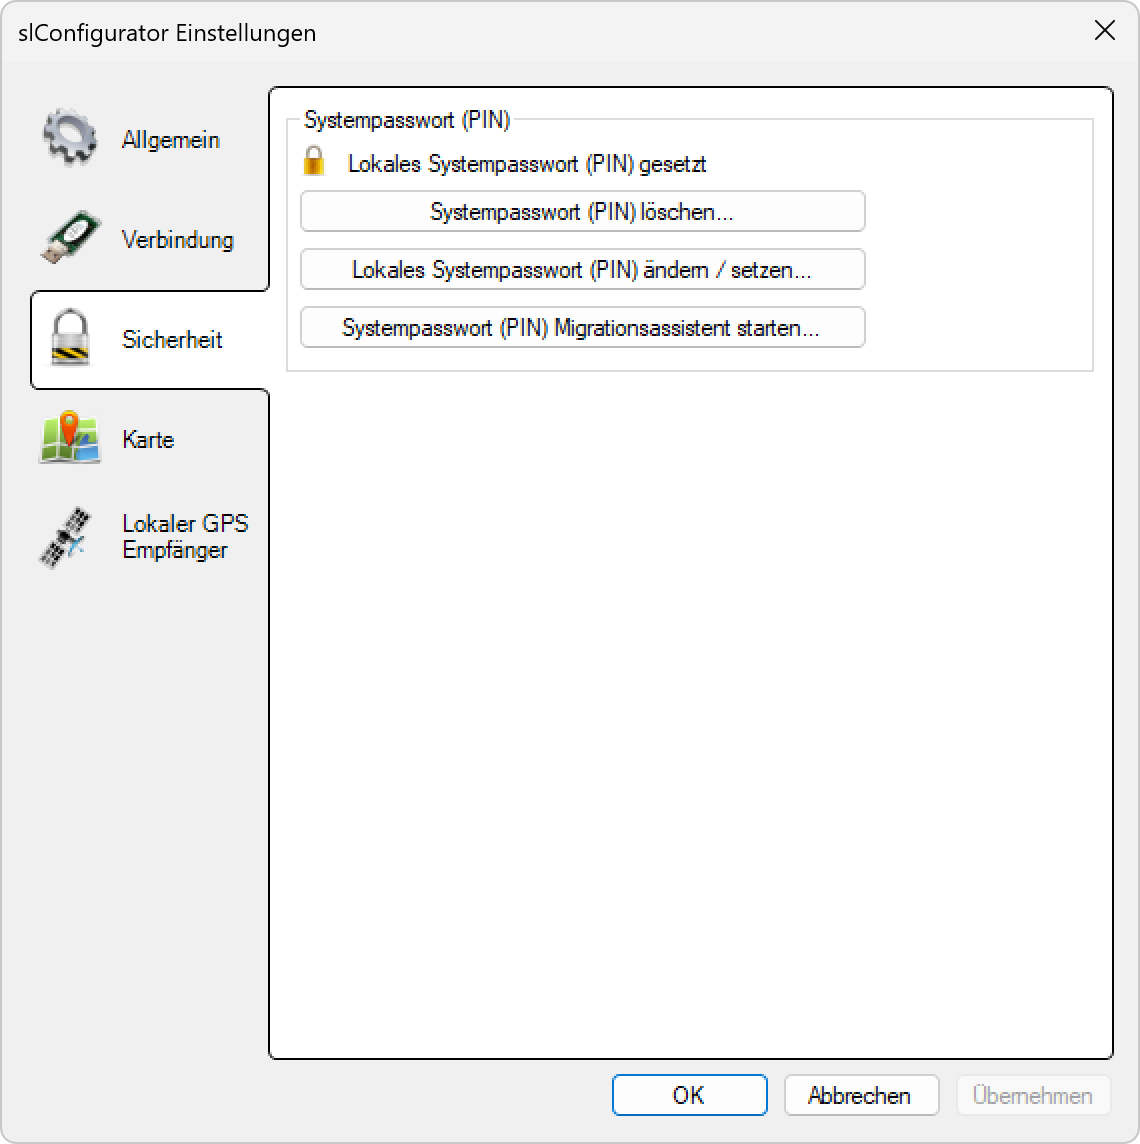 slConfigurator Einstellungen
Allgemein
Verbindung
Sicherheit
Karte
Lokaler GPS
Empfänger
Systempasswort (PIN)
Lokales Systempasswort (PIN) gesetzt
Systempasswort (PIN) löschen...
Lokales Systempasswort (PIN) ändern / setzen...
Systempasswort (PIN) Migrationsassistent starten...
OK
Abbrechen
Übernehmen